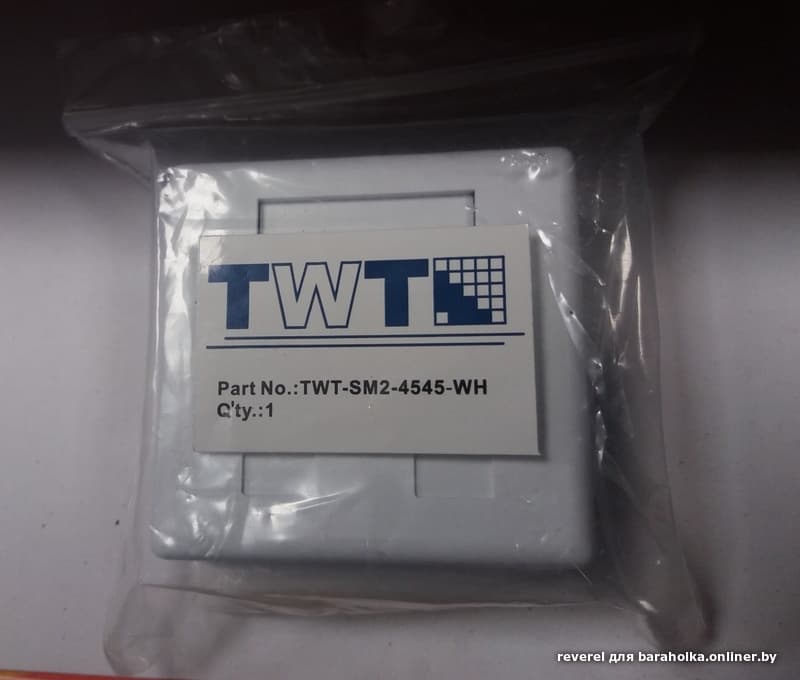 TWT
Part No.:TWT-SM2-4545-WH
Q'ty.:1
reverel для baraholka.onliner.by